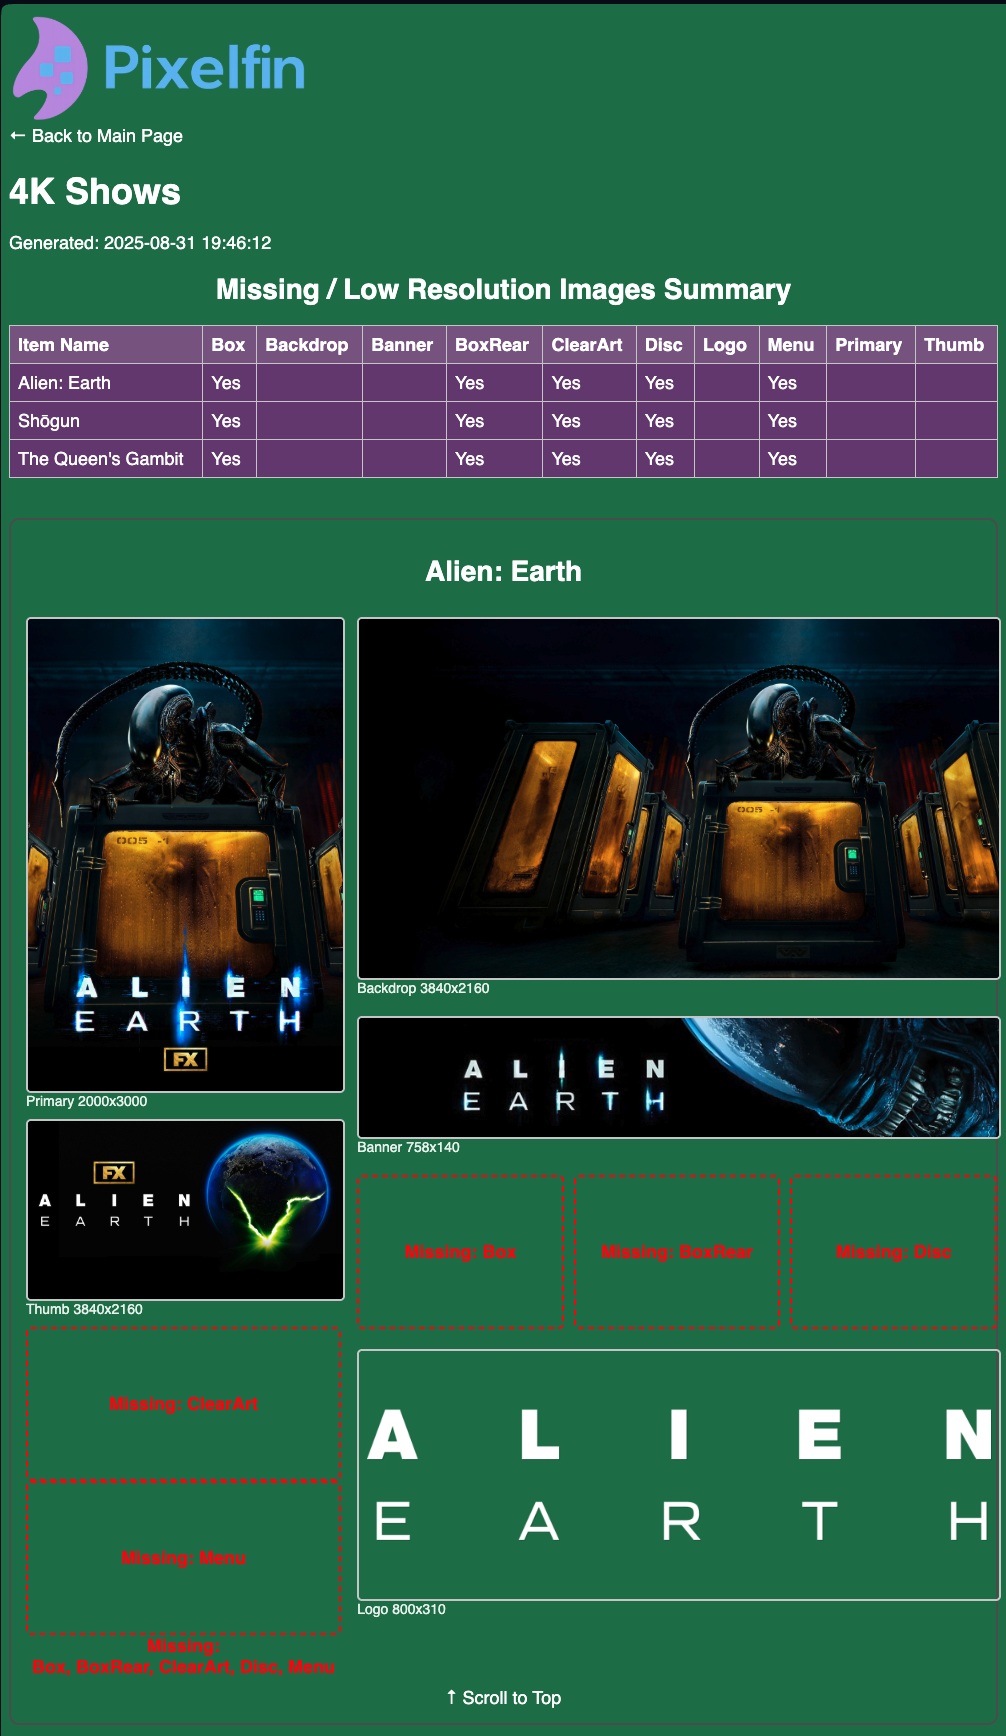 Pixelfin
← Back to Main Page
4K Shows
Generated: 2025-08-31 19:46:12
Missing / Low Resolution Images Summary
Item Name Box Backdrop Banner BoxRear ClearArt Disc Logo Menu Primary Thumb
Alien: Earth Yes Yes Yes Yes Yes
Shōgun Yes Yes Yes Yes Yes
The Queen's Gambit Yes Yes Yes Yes Yes
Alien: Earth
005 -1
ALIEN
EARTH
FX
Primary 2000x3000
FX
ALIEN
EARTH
Thumb 3840x2160
Missing: ClearArt
Missing: Menu
Missing:
Box, BoxRear, ClearArt, Disc, Menu
005 -1
Backdrop 3840x2160
ALIEN
EARTH
Banner 758x140
Missing: Box Missing: BoxRear Missing: Disc
ALIEN
EARTH
Logo 800x310
↑ Scroll to Top